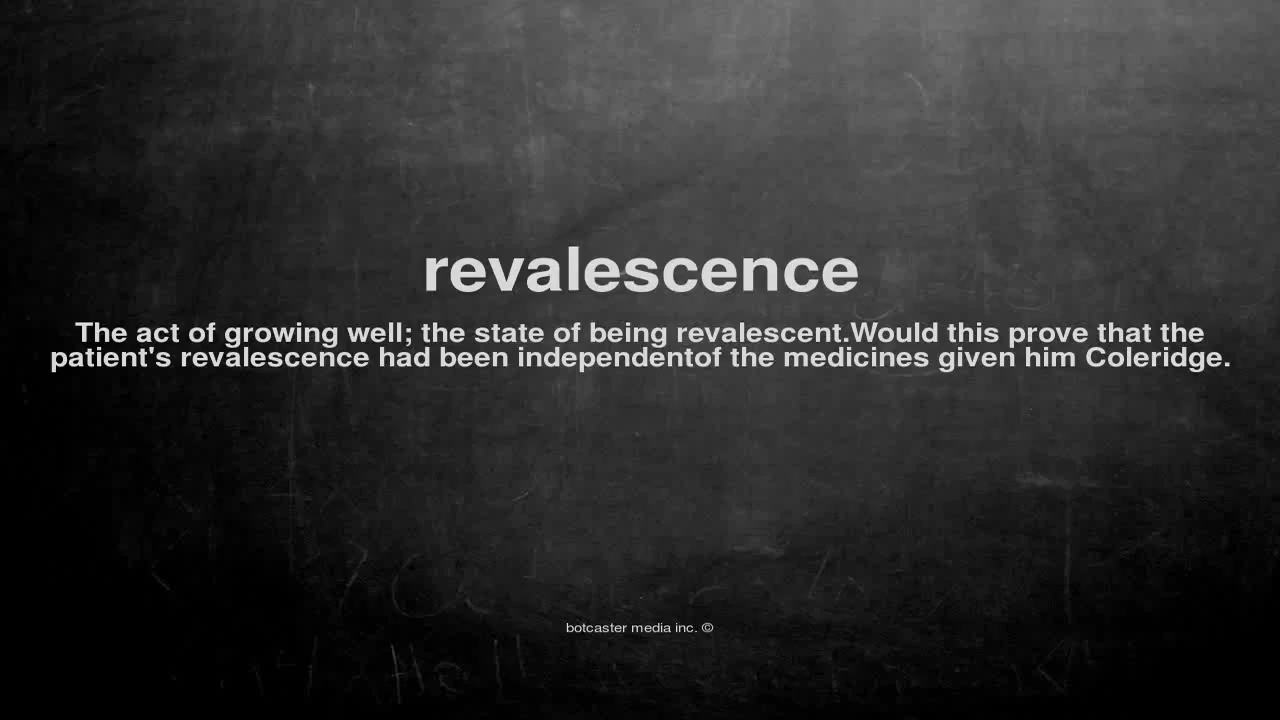 revalescence
The act of growing well; the state of being revalescent.Would this prove that the
patient's revalescence had been independentof the medicines given him Coleridge.
botcaster media inc. ©